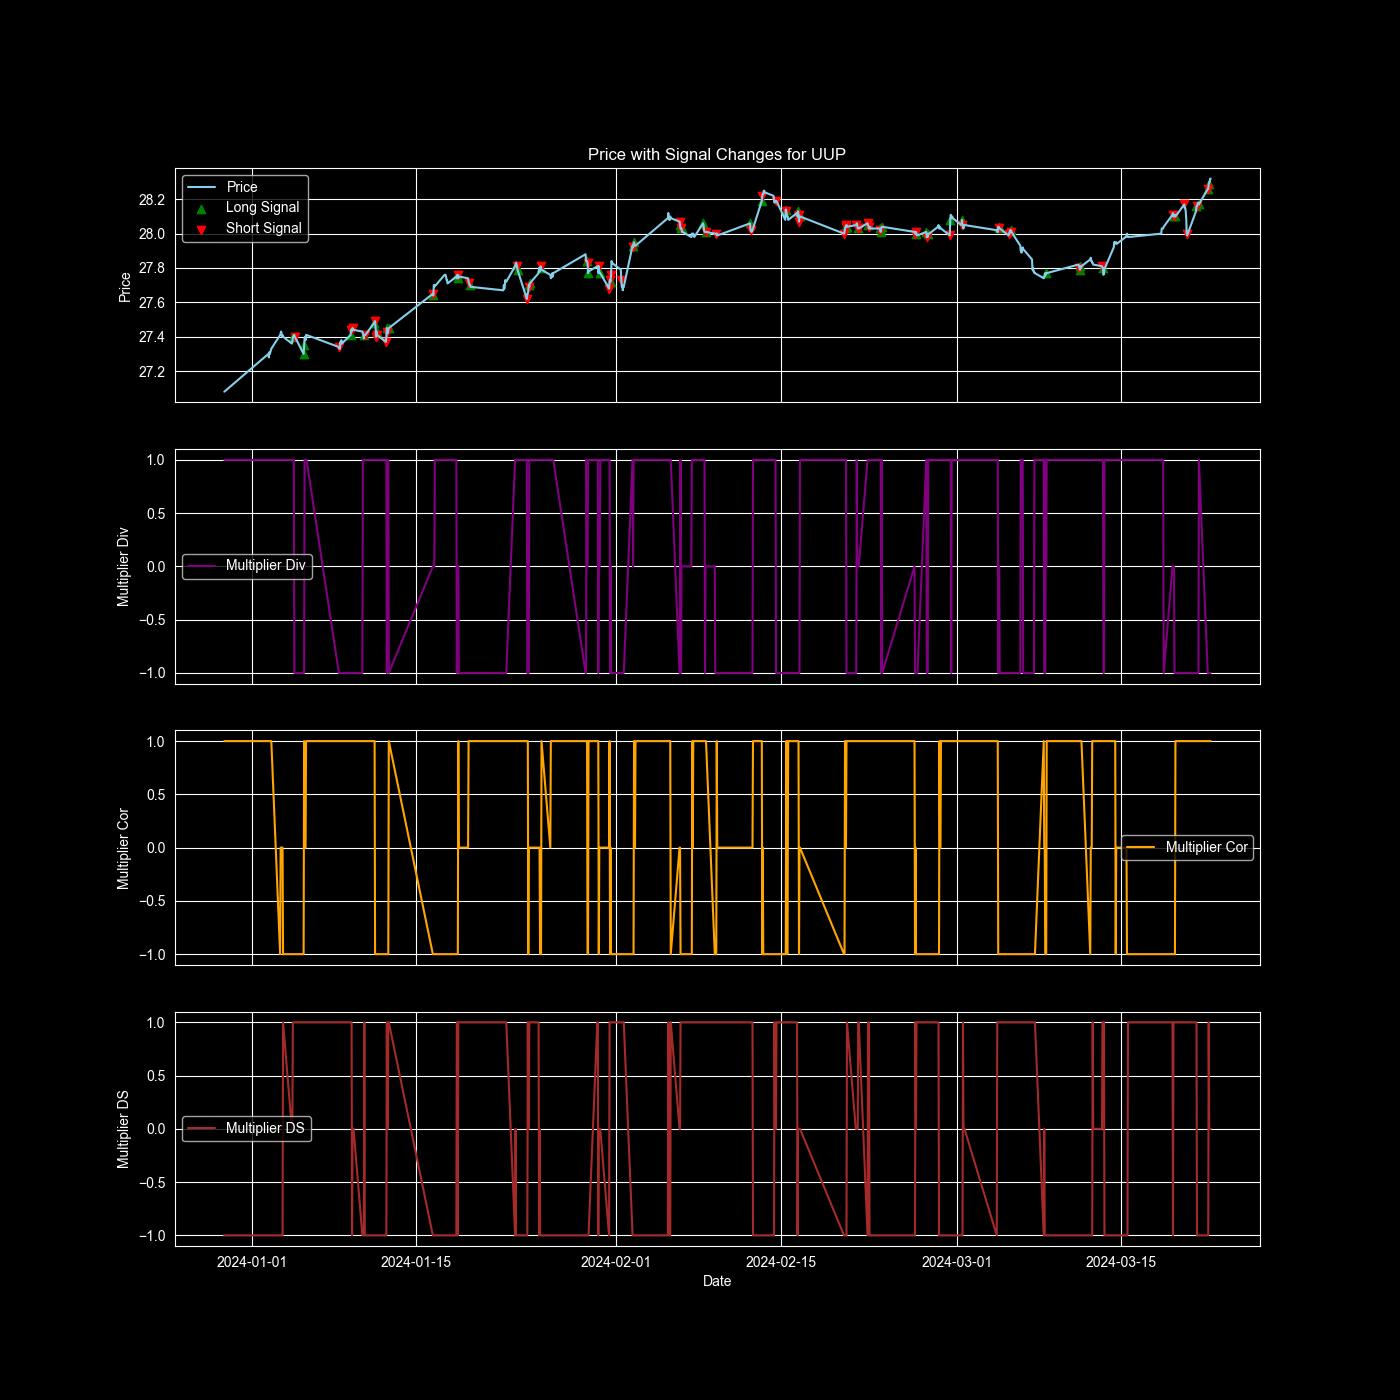 Price with Signal Changes for UUP
Price
Long Signal
Short Signal
28.2
28.0
27.8
27.6
27.4
27.2
Price
1.0
0.5
0.0
−0.5
−1.0
Multiplier Div
Multiplier Div
1.0
0.5
0.0
−0.5
−1.0
Multiplier Cor
Multiplier Cor
1.0
0.5
0.0
−0.5
−1.0
Multiplier DS
Multiplier DS
2024-01-01 2024-01-15 2024-02-01 2024-02-15 2024-03-01 2024-03-15
Date